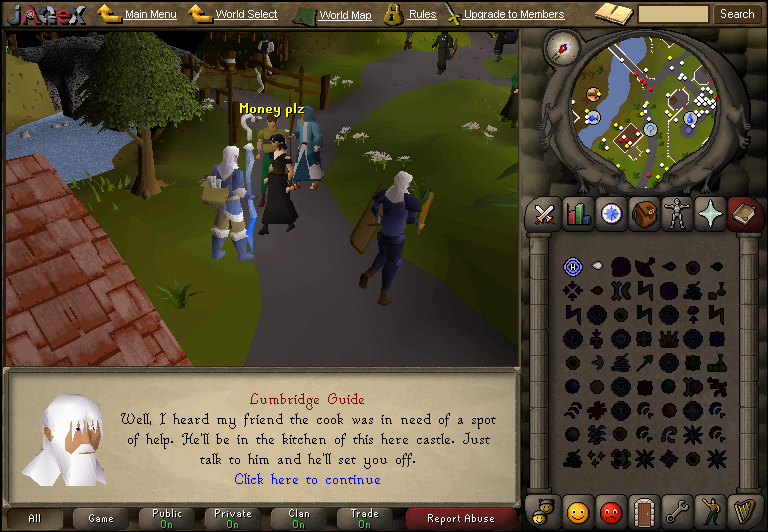 JAGEX Main Menu World Select World Map Rules Upgrade to Members Search
Money plz
Lumbridge Guide
Well, I heard my friend the cook was in need of a spot
of help. He'll be in the kitchen of this here castle. Just
talk to him and he'll set you off.
Click here to continue
All Game Public On Private On Clan On Trade On Report Abuse